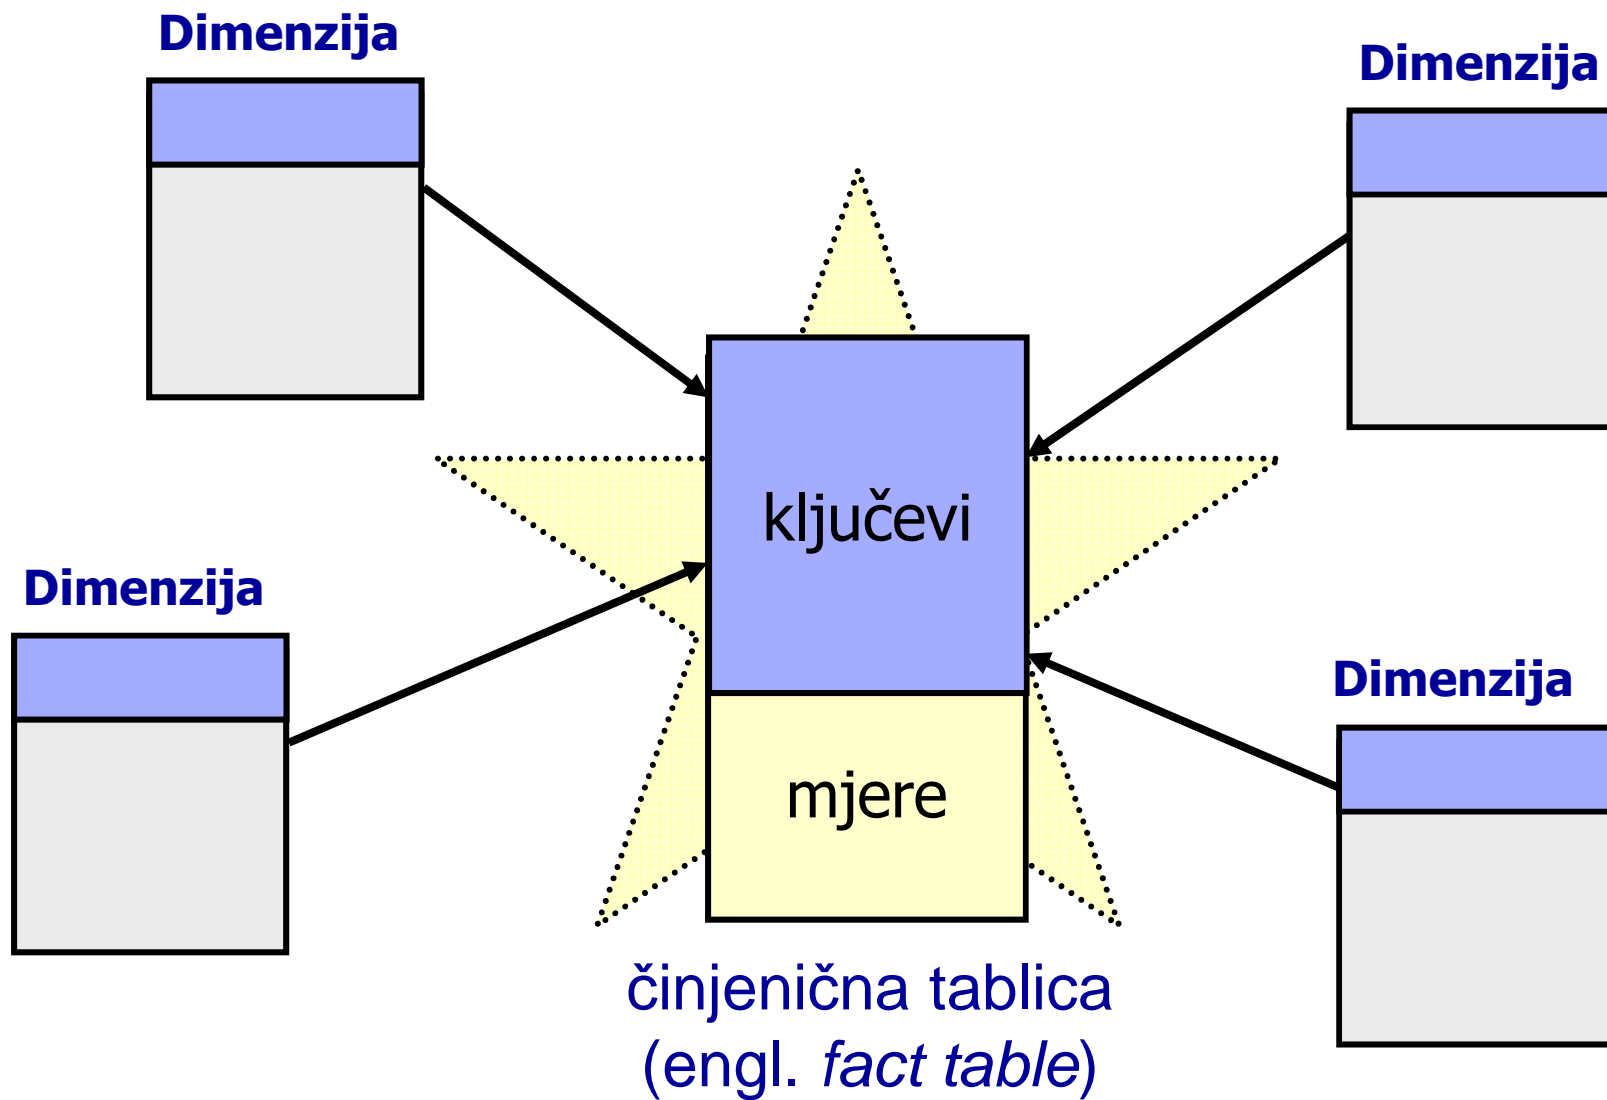 Dimenzija
Dimenzija
ključevi
Dimenzija
Dimenzija
mjere
činjenična tablica
(engl. fact table)